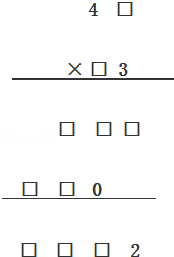 4 □
× □ 3
□ □ □
□ □ 0
□ □ □ 2